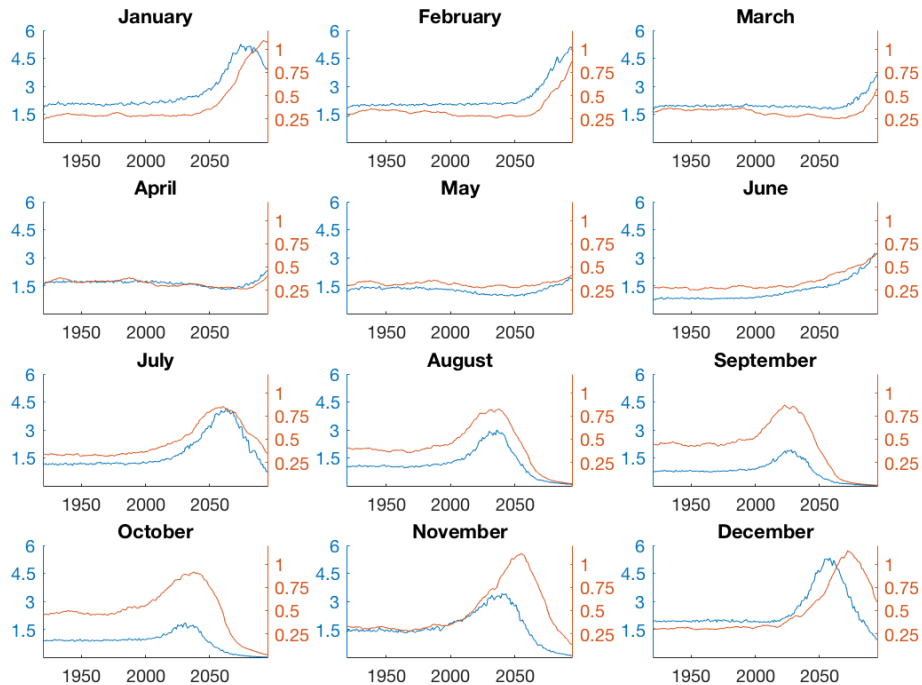 January February March
6 6 6
1 1 1
4.5 4.5 4.5
0.75 0.75 0.75
3 3 3
0.5 0.5 0.5
1.5 1.5 1.5
0.25 0.25 0.25
1950 2000 2050 1950 2000 2050 1950 2000 2050
April May June
6 6 6
1 1 1
4.5 4.5 4.5
0.75 0.75 0.75
3 3 3
0.5 0.5 0.5
1.5 1.5 1.5
0.25 0.25 0.25
1950 2000 2050 1950 2000 2050 1950 2000 2050
July August September
6 6 6
1 1 1
4.5 4.5 4.5
0.75 0.75 0.75
3 3 3
0.5 0.5 0.5
1.5 1.5 1.5
0.25 0.25 0.25
1950 2000 2050 1950 2000 2050 1950 2000 2050
October November December
6 6 6
1 1 1
4.5 4.5 4.5
0.75 0.75 0.75
3 3 3
0.5 0.5 0.5
1.5 1.5 1.5
0.25 0.25 0.25
1950 2000 2050 1950 2000 2050 1950 2000 2050